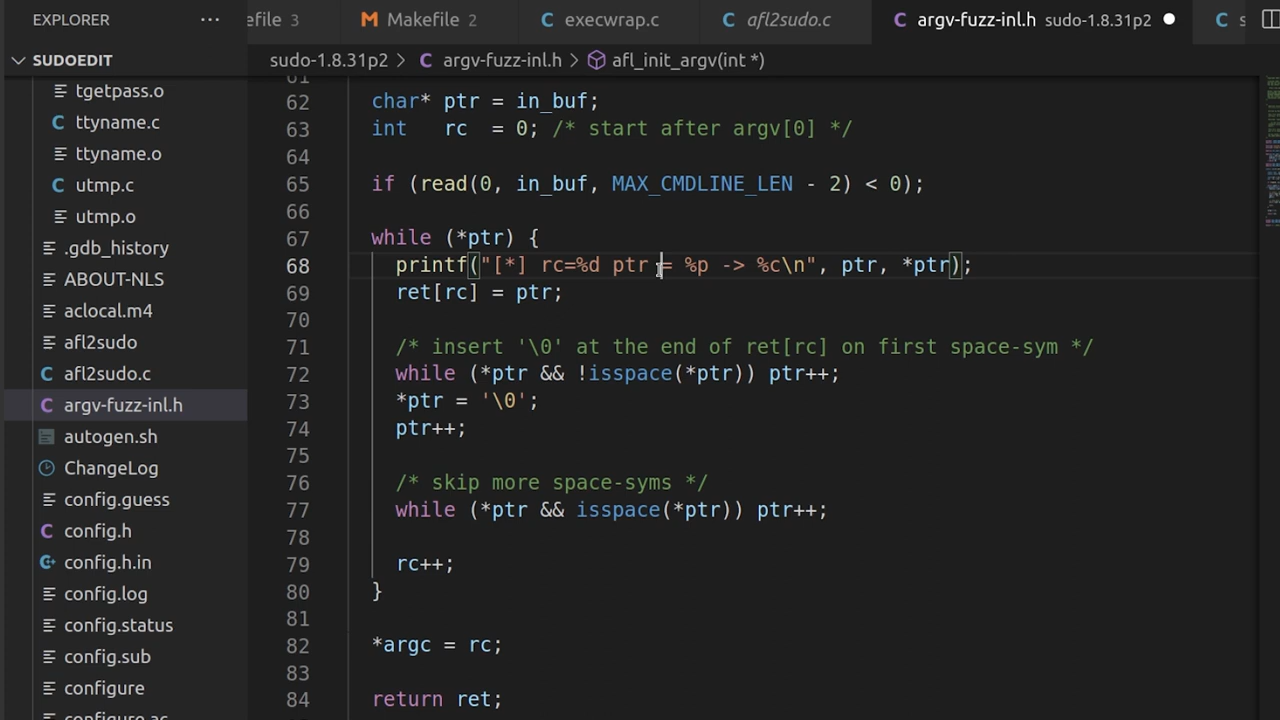 EXPLORER ···
efile 3
Makefile 2
execwrap.c
afl2sudo.c
argv-fuzz-inl.h sudo-1.8.31p2
s
SUDOEDIT
sudo-1.8.31p2 > argv-fuzz-inl.h > afl_init_argv(int *)
tgetpass.o
ttyname.c
ttyname.o
utmp.c
utmp.o
.gdb_history
ABOUT-NLS
aclocal.m4
afl2sudo
afl2sudo.c
argv-fuzz-inl.h
autogen.sh
ChangeLog
config.guess
config.h
config.h.in
config.log
config.status
config.sub
configure
configure.ac
61
62 char* ptr = in_buf;
63 int   rc  = 0; /* start after argv[0] */
64
65 if (read(0, in_buf, MAX_CMDLINE_LEN - 2) < 0);
66
67 while (*ptr) {
68   printf("[*] rc=%d ptr = %p -> %c\n", ptr, *ptr);
69   ret[rc] = ptr;
70
71   /* insert '\0' at the end of ret[rc] on first space-sym */
72   while (*ptr && !isspace(*ptr)) ptr++;
73   *ptr = '\0';
74   ptr++;
75
76   /* skip more space-syms */
77   while (*ptr && isspace(*ptr)) ptr++;
78
79   rc++;
80 }
81
82 *argc = rc;
83
84 return ret;